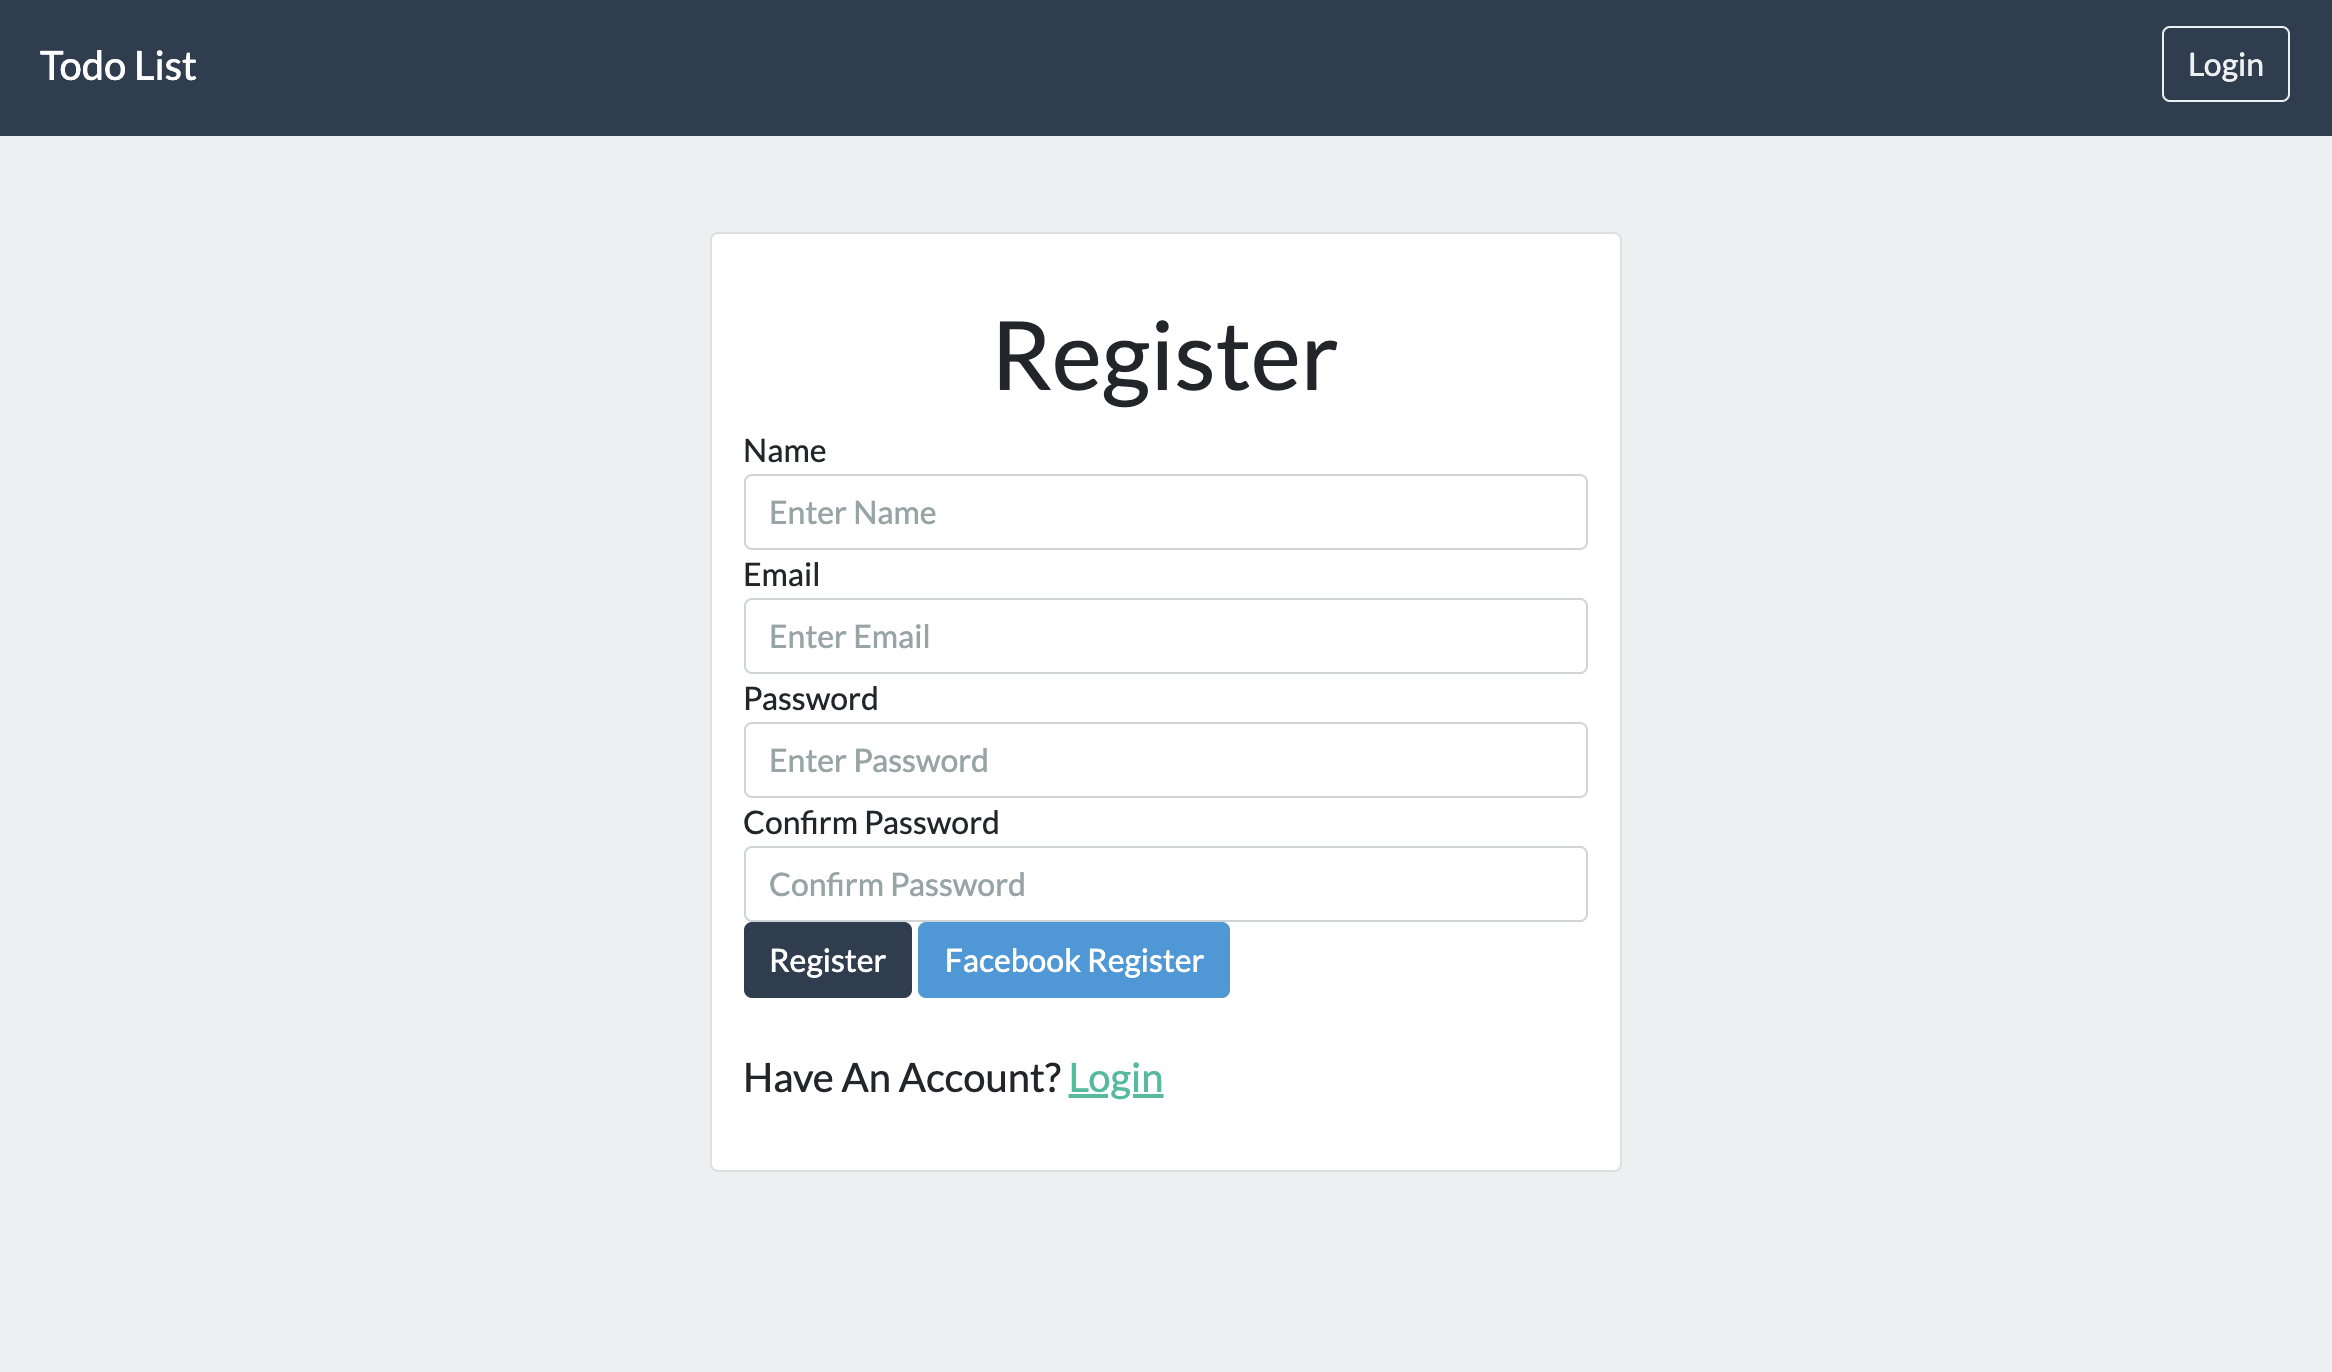 Todo List
Login
Register
Name
Enter Name
Email
Enter Email
Password
Enter Password
Confirm Password
Confirm Password
Register Facebook Register
Have An Account? Login